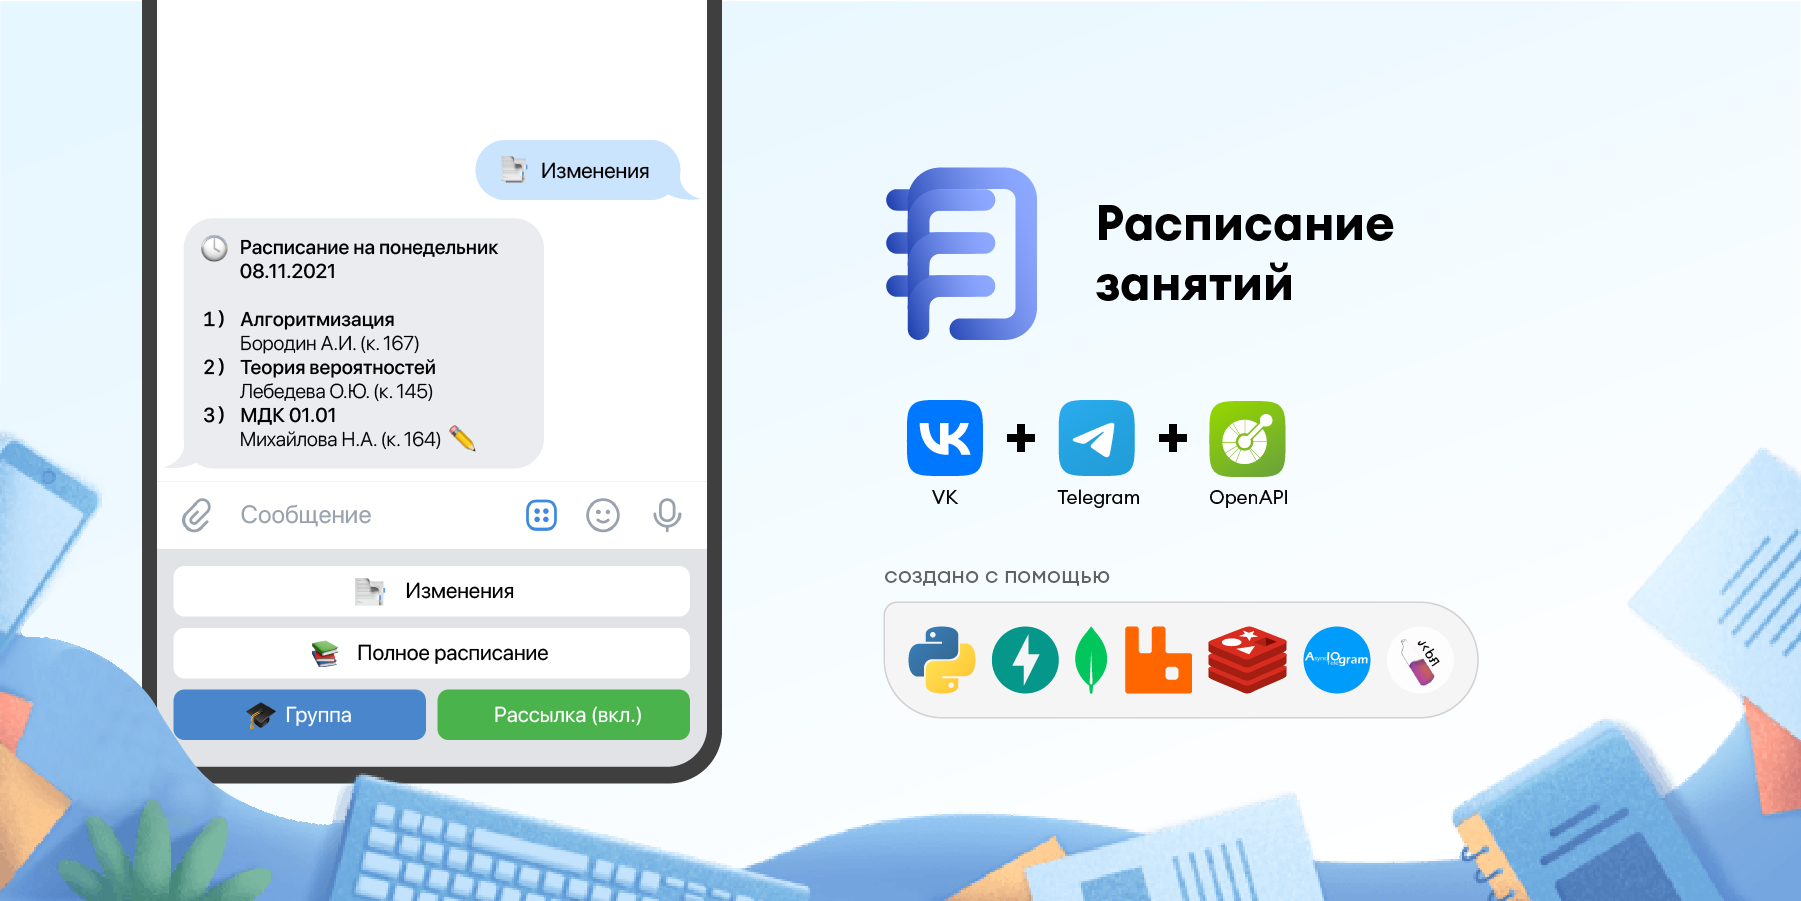 Изменения
Расписание на понедельник
08.11.2021
1) Алгоритмизация
Бородин А.И. (к. 167)
2) Теория вероятностей
Лебедева О.Ю. (к. 145)
3) МДК 01.01
Михайлова Н.А. (к. 164)
Сообщение
Изменения
Полное расписание
Группа
Рассылка (вкл.)
Расписание
занятий
VK
Telegram
OpenAPI
создано с помощью
AsyncIOgram